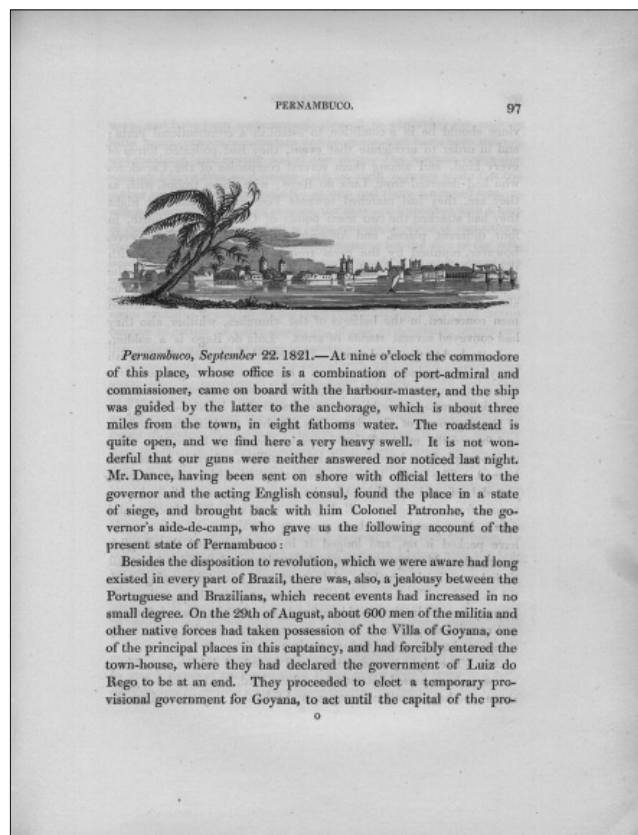 PERNAMBUCO. 97
Pernambuco, September 22. 1821.—At nine o'clock the commodore
of this place, whose office is a combination of port-admiral and
commissioner, came on board with the harbour-master, and the ship
was guided by the latter to the anchorage, which is about three
miles from the town, in eight fathoms water. The roadstead is
quite open, and we find here a very heavy swell. It is not won-
derful that our guns were neither answered nor noticed last night.
Mr. Dance, having been sent on shore with official letters to the
governor and the acting English consul, found the place in a state
of siege, and brought back with him Colonel Patronhe, the go-
vernor's aide-de-camp, who gave us the following account of the
present state of Pernambuco:
Besides the disposition to revolution, which we were aware had long
existed in every part of Brazil, there was, also, a jealousy between the
Portuguese and Brazilians, which recent events had increased in no
small degree. On the 29th of August, about 600 men of the militia and
other native forces had taken possession of the Villa of Goyana, one
of the principal places in this captaincy, and had forcibly entered the
town-house, where they had declared the government of Luiz do
Rego to be at an end. They proceeded to elect a temporary pro-
visional government for Goyana, to act until the capital of the pro-
O